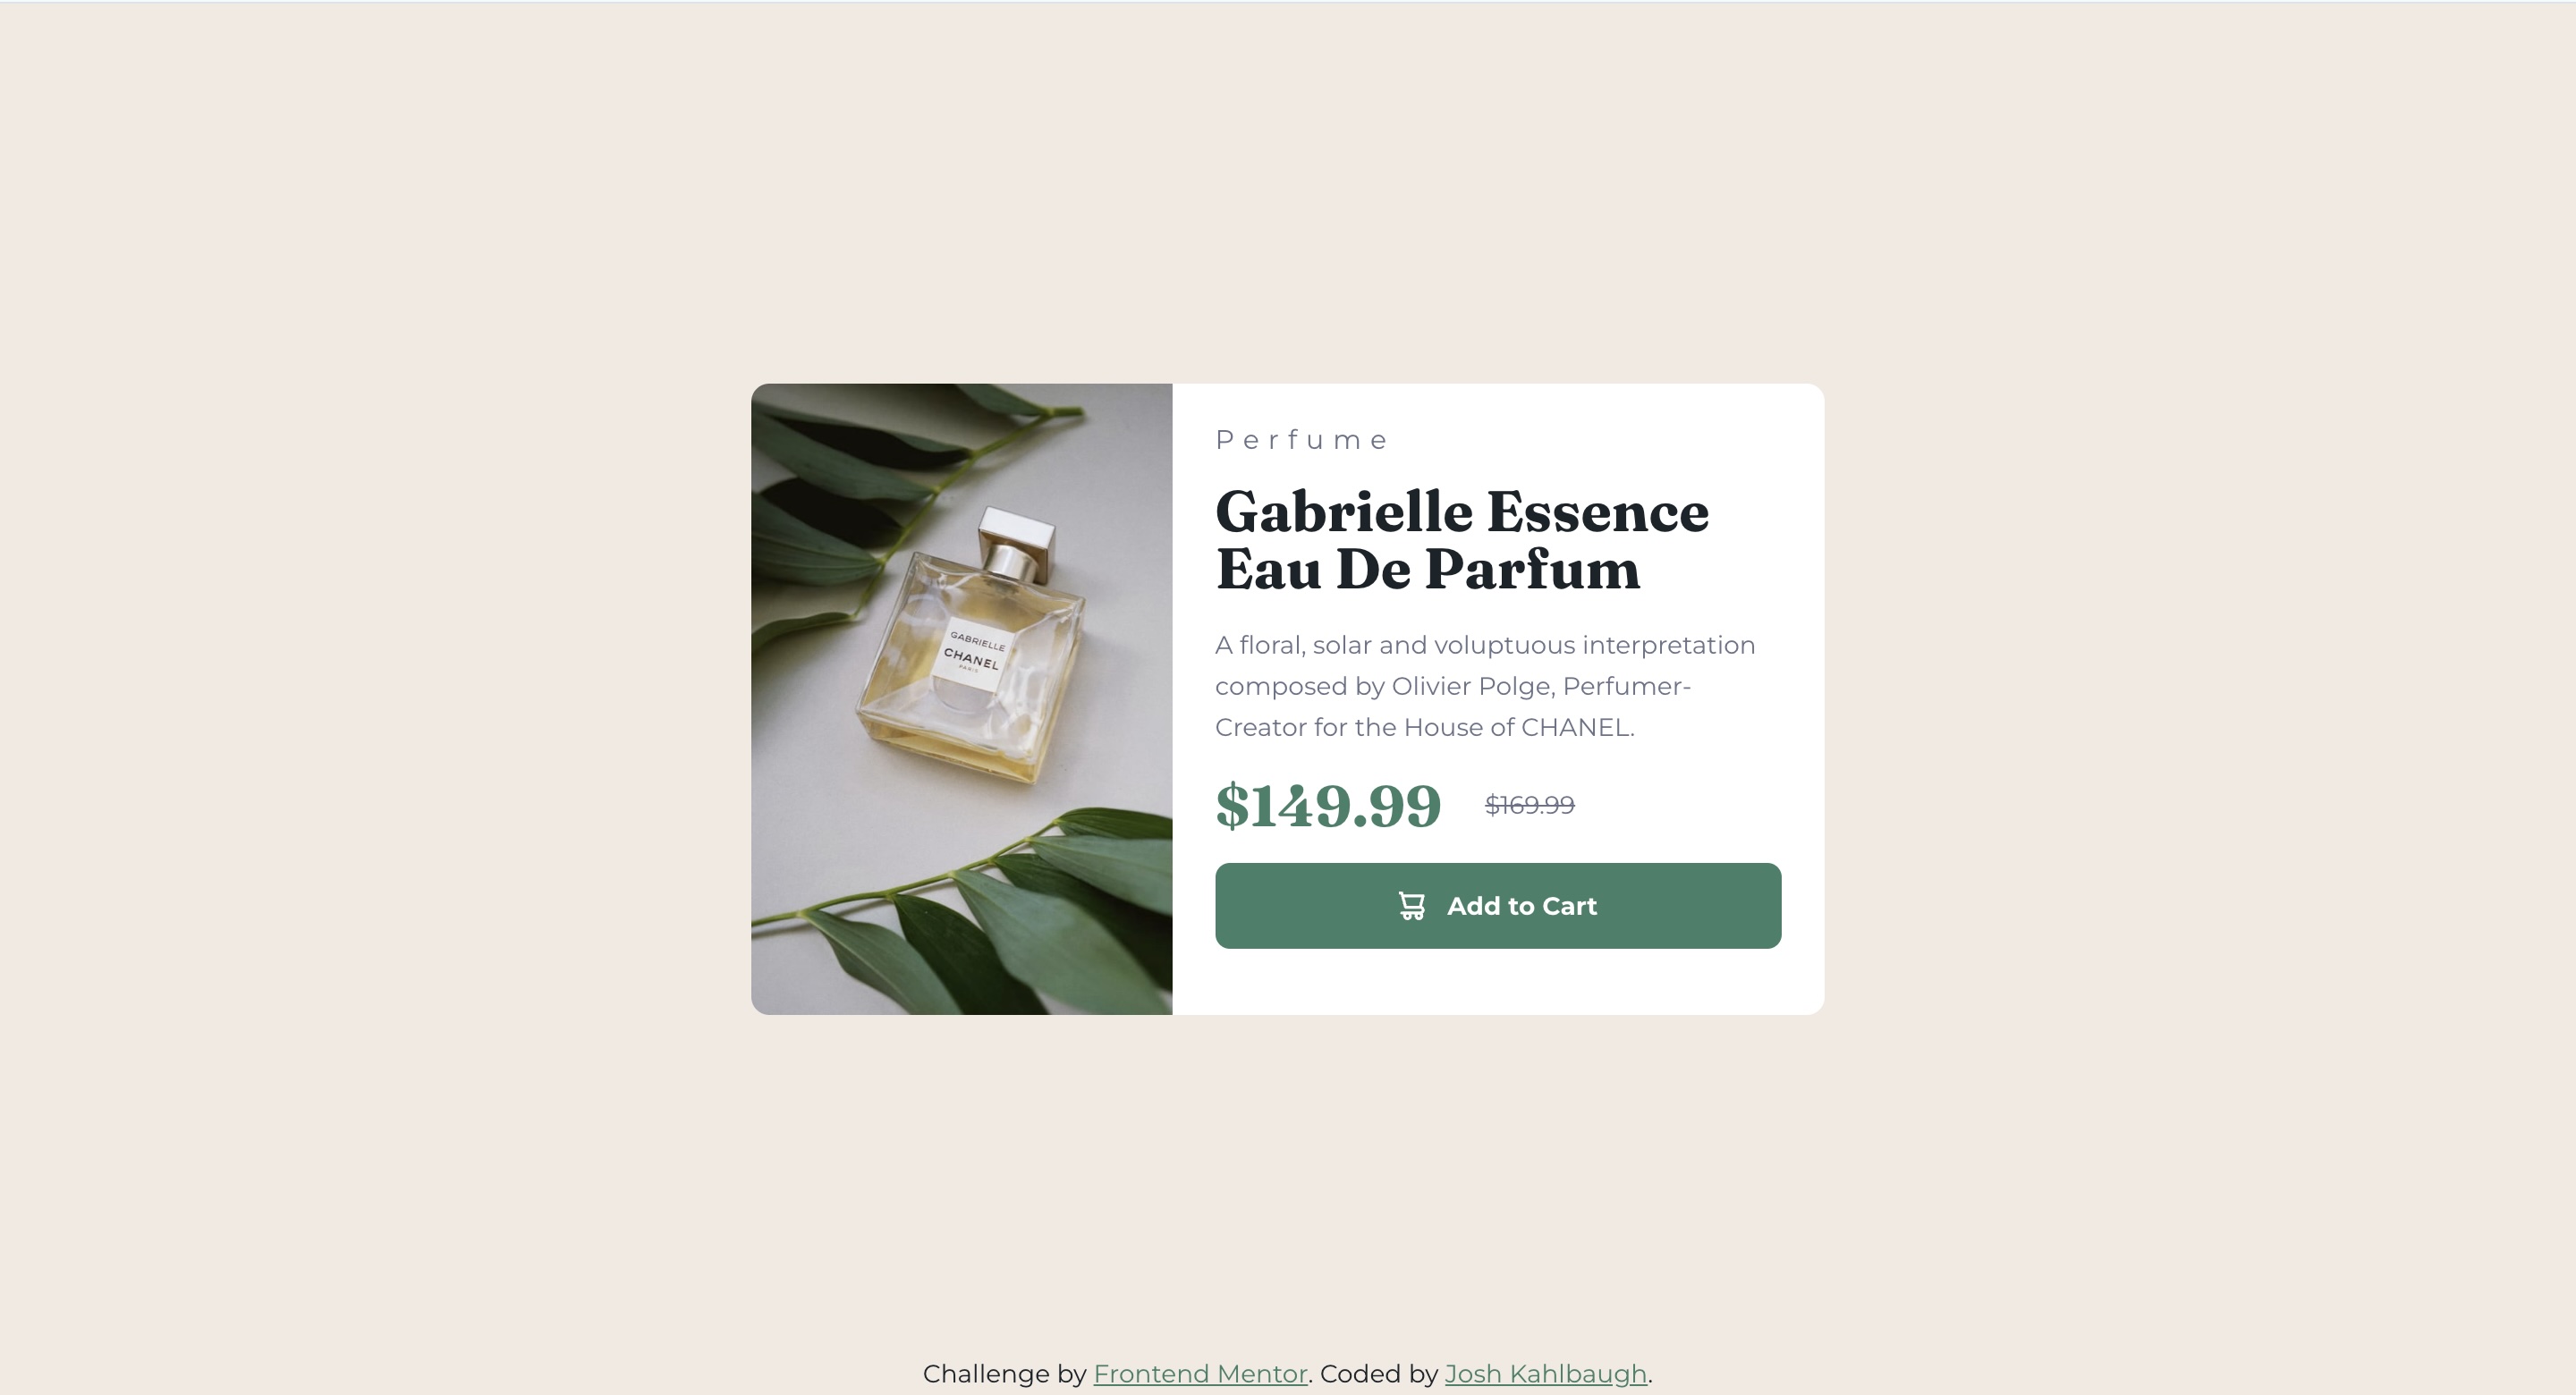 Perfume
Gabrielle Essence
Eau De Parfum
GABRIELLE
CHANEL
PARIS
A floral, solar and voluptuous interpretation
composed by Olivier Polge, Perfumer-
Creator for the House of CHANEL.
$149.99 $169.99
Add to Cart
Challenge by Frontend Mentor. Coded by Josh Kahlbaugh.